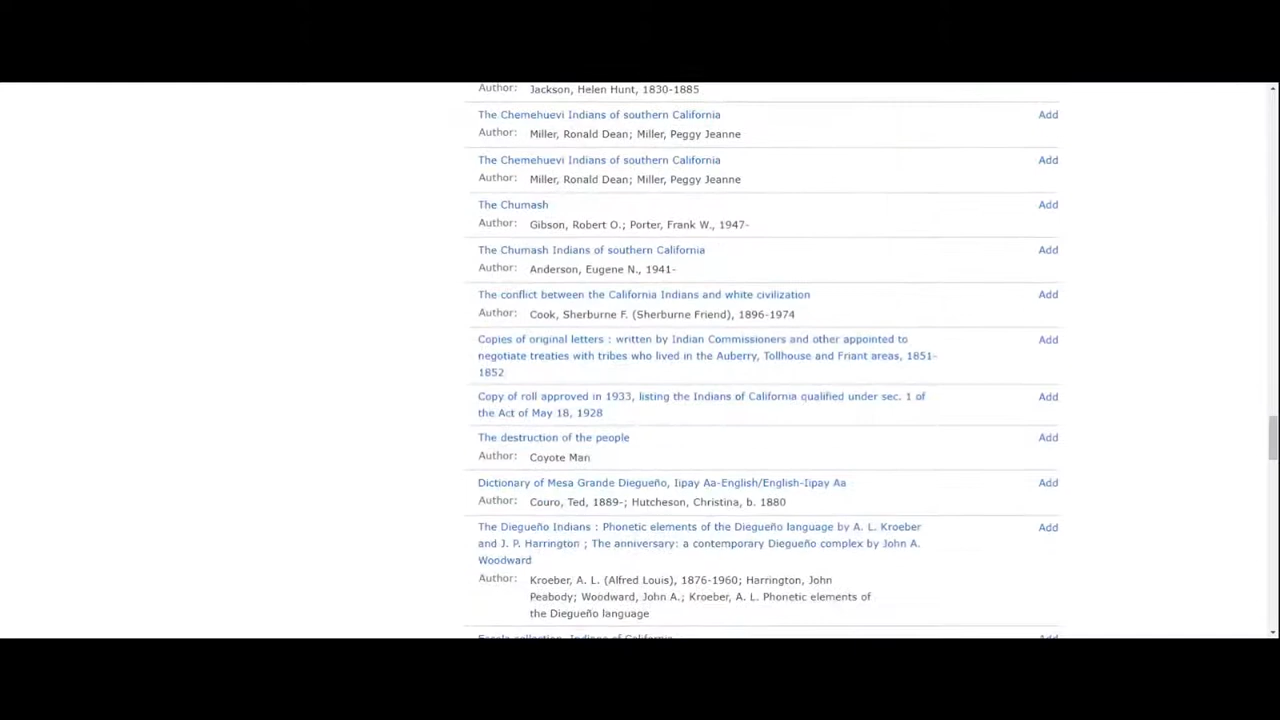 Author: Jackson, Helen Hunt, 1830-1885
The Chemehuevi Indians of southern California Add
Author: Miller, Ronald Dean; Miller, Peggy Jeanne
The Chemehuevi Indians of southern California Add
Author: Miller, Ronald Dean; Miller, Peggy Jeanne
The Chumash Add
Author: Gibson, Robert O.; Porter, Frank W., 1947-
The Chumash Indians of southern California Add
Author: Anderson, Eugene N., 1941-
The conflict between the California Indians and white civilization Add
Author: Cook, Sherburne F. (Sherburne Friend), 1896-1974
Copies of original letters : written by Indian Commissioners and other appointed to Add
negotiate treaties with tribes who lived in the Auberry, Tollhouse and Friant areas, 1851-
1852
Copy of roll approved in 1933, listing the Indians of California qualified under sec. 1 of Add
the Act of May 18, 1928
The destruction of the people Add
Author: Coyote Man
Dictionary of Mesa Grande Diegueño, Iipay Aa-English/English-Iipay Aa Add
Author: Couro, Ted, 1889-; Hutcheson, Christina, b. 1880
The Diegueño Indians : Phonetic elements of the Diegueño language by A. L. Kroeber Add
and J. P. Harrington ; The anniversary: a contemporary Diegueño complex by John A.
Woodward
Author: Kroeber, A. L. (Alfred Louis), 1876-1960; Harrington, John
Peabody; Woodward, John A.; Kroeber, A. L. Phonetic elements of
the Diegueño language
collection, Indians of California Add